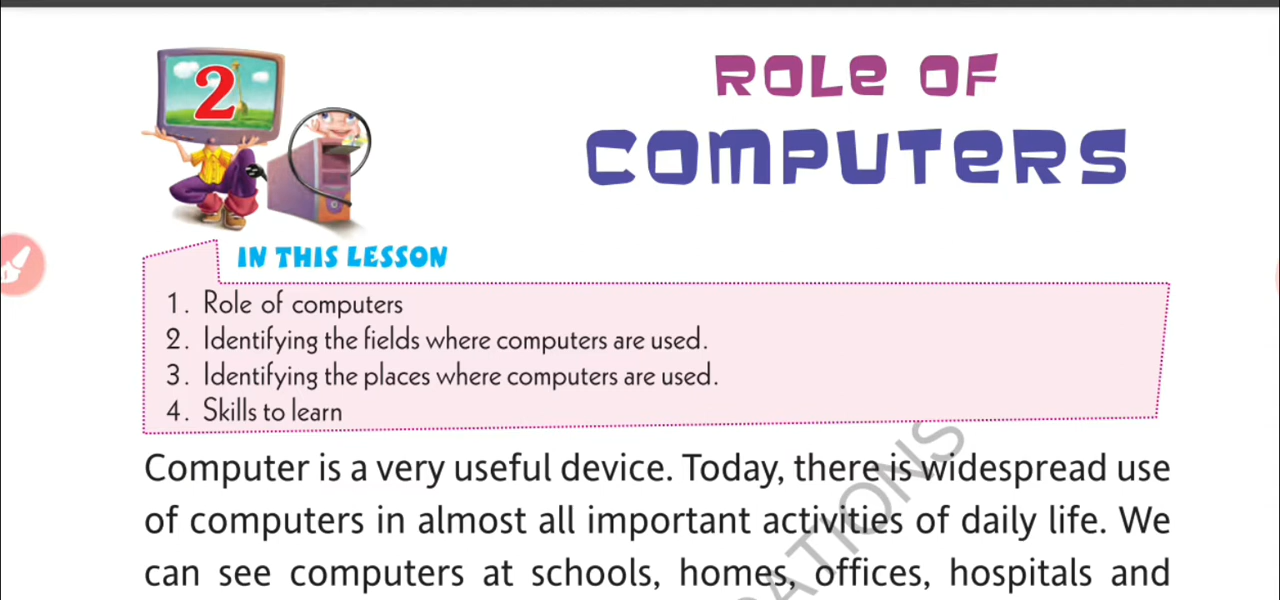 2
ROLE OF
COMPUTERS
IN THIS LESSON
1. Role of computers
2. Identifying the fields where computers are used.
3. Identifying the places where computers are used.
4. Skills to learn
Computer is a very useful device. Today, there is widespread use
of computers in almost all important activities of daily life. We
can see computers at schools, homes, offices, hospitals and
ATIONS